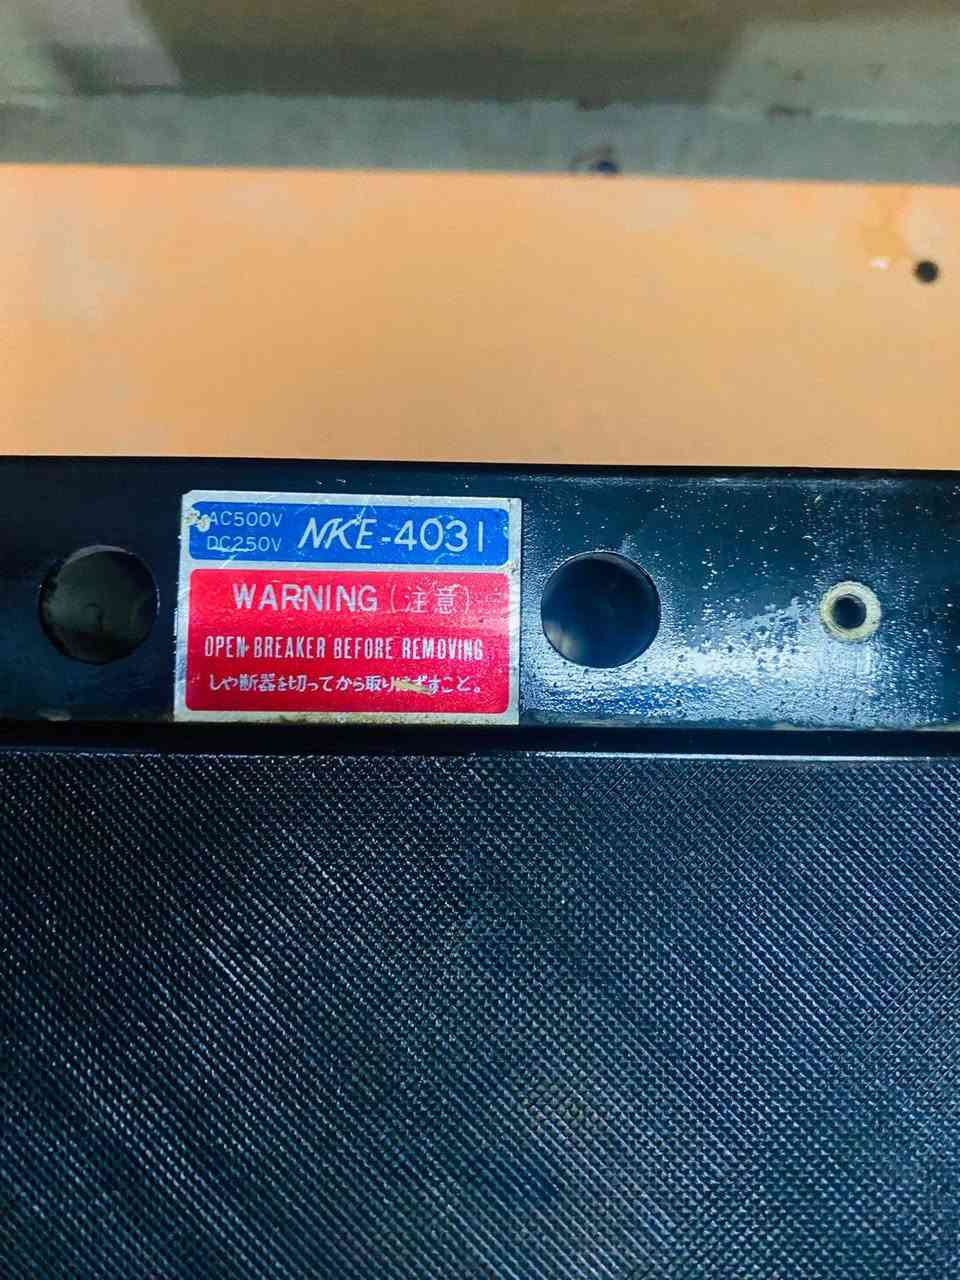 AC500V
DC250V
NKE-4031
WARNING (注意)
OPEN BREAKER BEFORE REMOVING
しゃ断器を切ってから取りはずすこと。